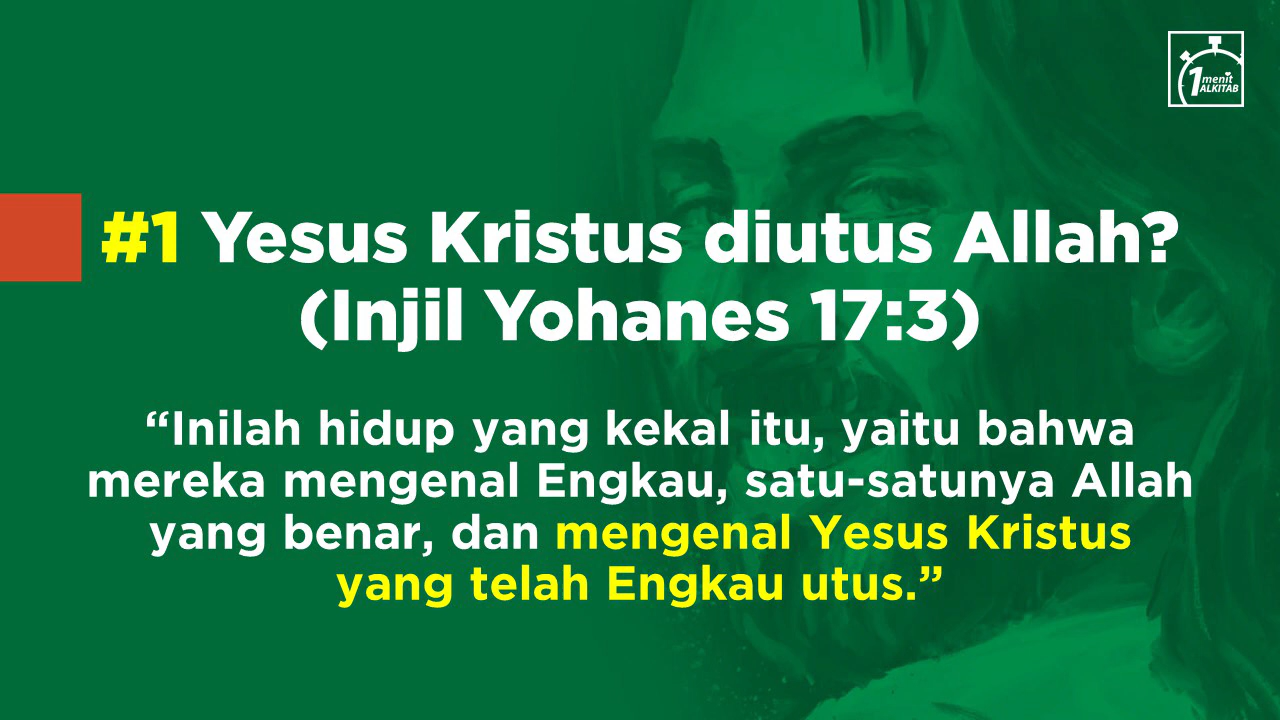 1 menit
ALKITAB
#1 Yesus Kristus diutus Allah?
(Injil Yohanes 17:3)
“Inilah hidup yang kekal itu, yaitu bahwa
mereka mengenal Engkau, satu-satunya Allah
yang benar, dan mengenal Yesus Kristus
yang telah Engkau utus.”